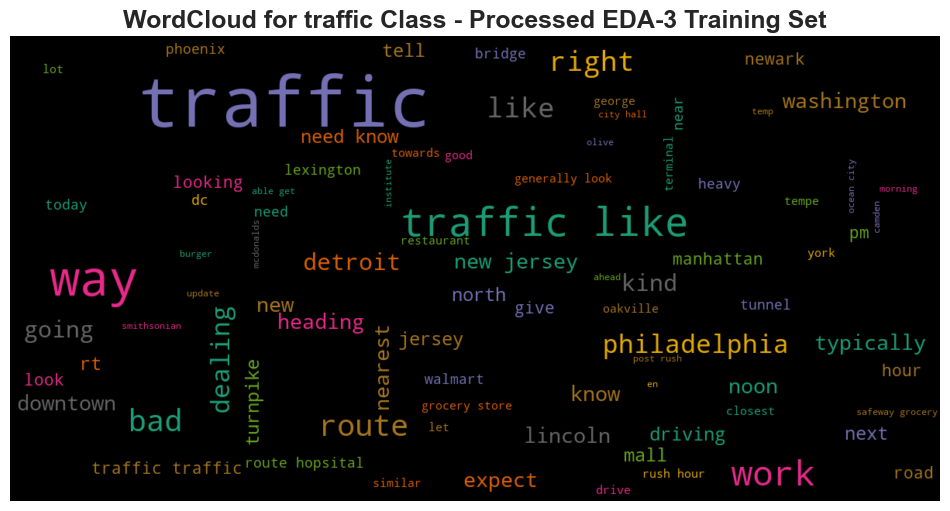 WordCloud for traffic Class - Processed EDA-3 Training Set
phoenix
tell
bridge
right
newark
lot
traffic
like
george
city hall
near
temp
washington
need know
towards
good
olive
terminal
lexington
looking
able get
institute
generally look
heavy
ocean city
morning
dc
today
need
traffic like
tempe
camden
mcdonalds
restaurant
pm
burger
detroit
new jersey
manhattan
york
way
ahead
kind
update
new
north
give
oakville
tunnel
going
smithsonian
dealing
heading
nearest
jersey
philadelphia
typically
post rush
rt
look
turnpike
walmart
know
en
noon
hour
downtown
bad
grocery store
closest
safeway grocery
route
let
lincoln
driving
next
traffic traffic
route hopsital
mall
similar
expect
rush hour
drive
work
road